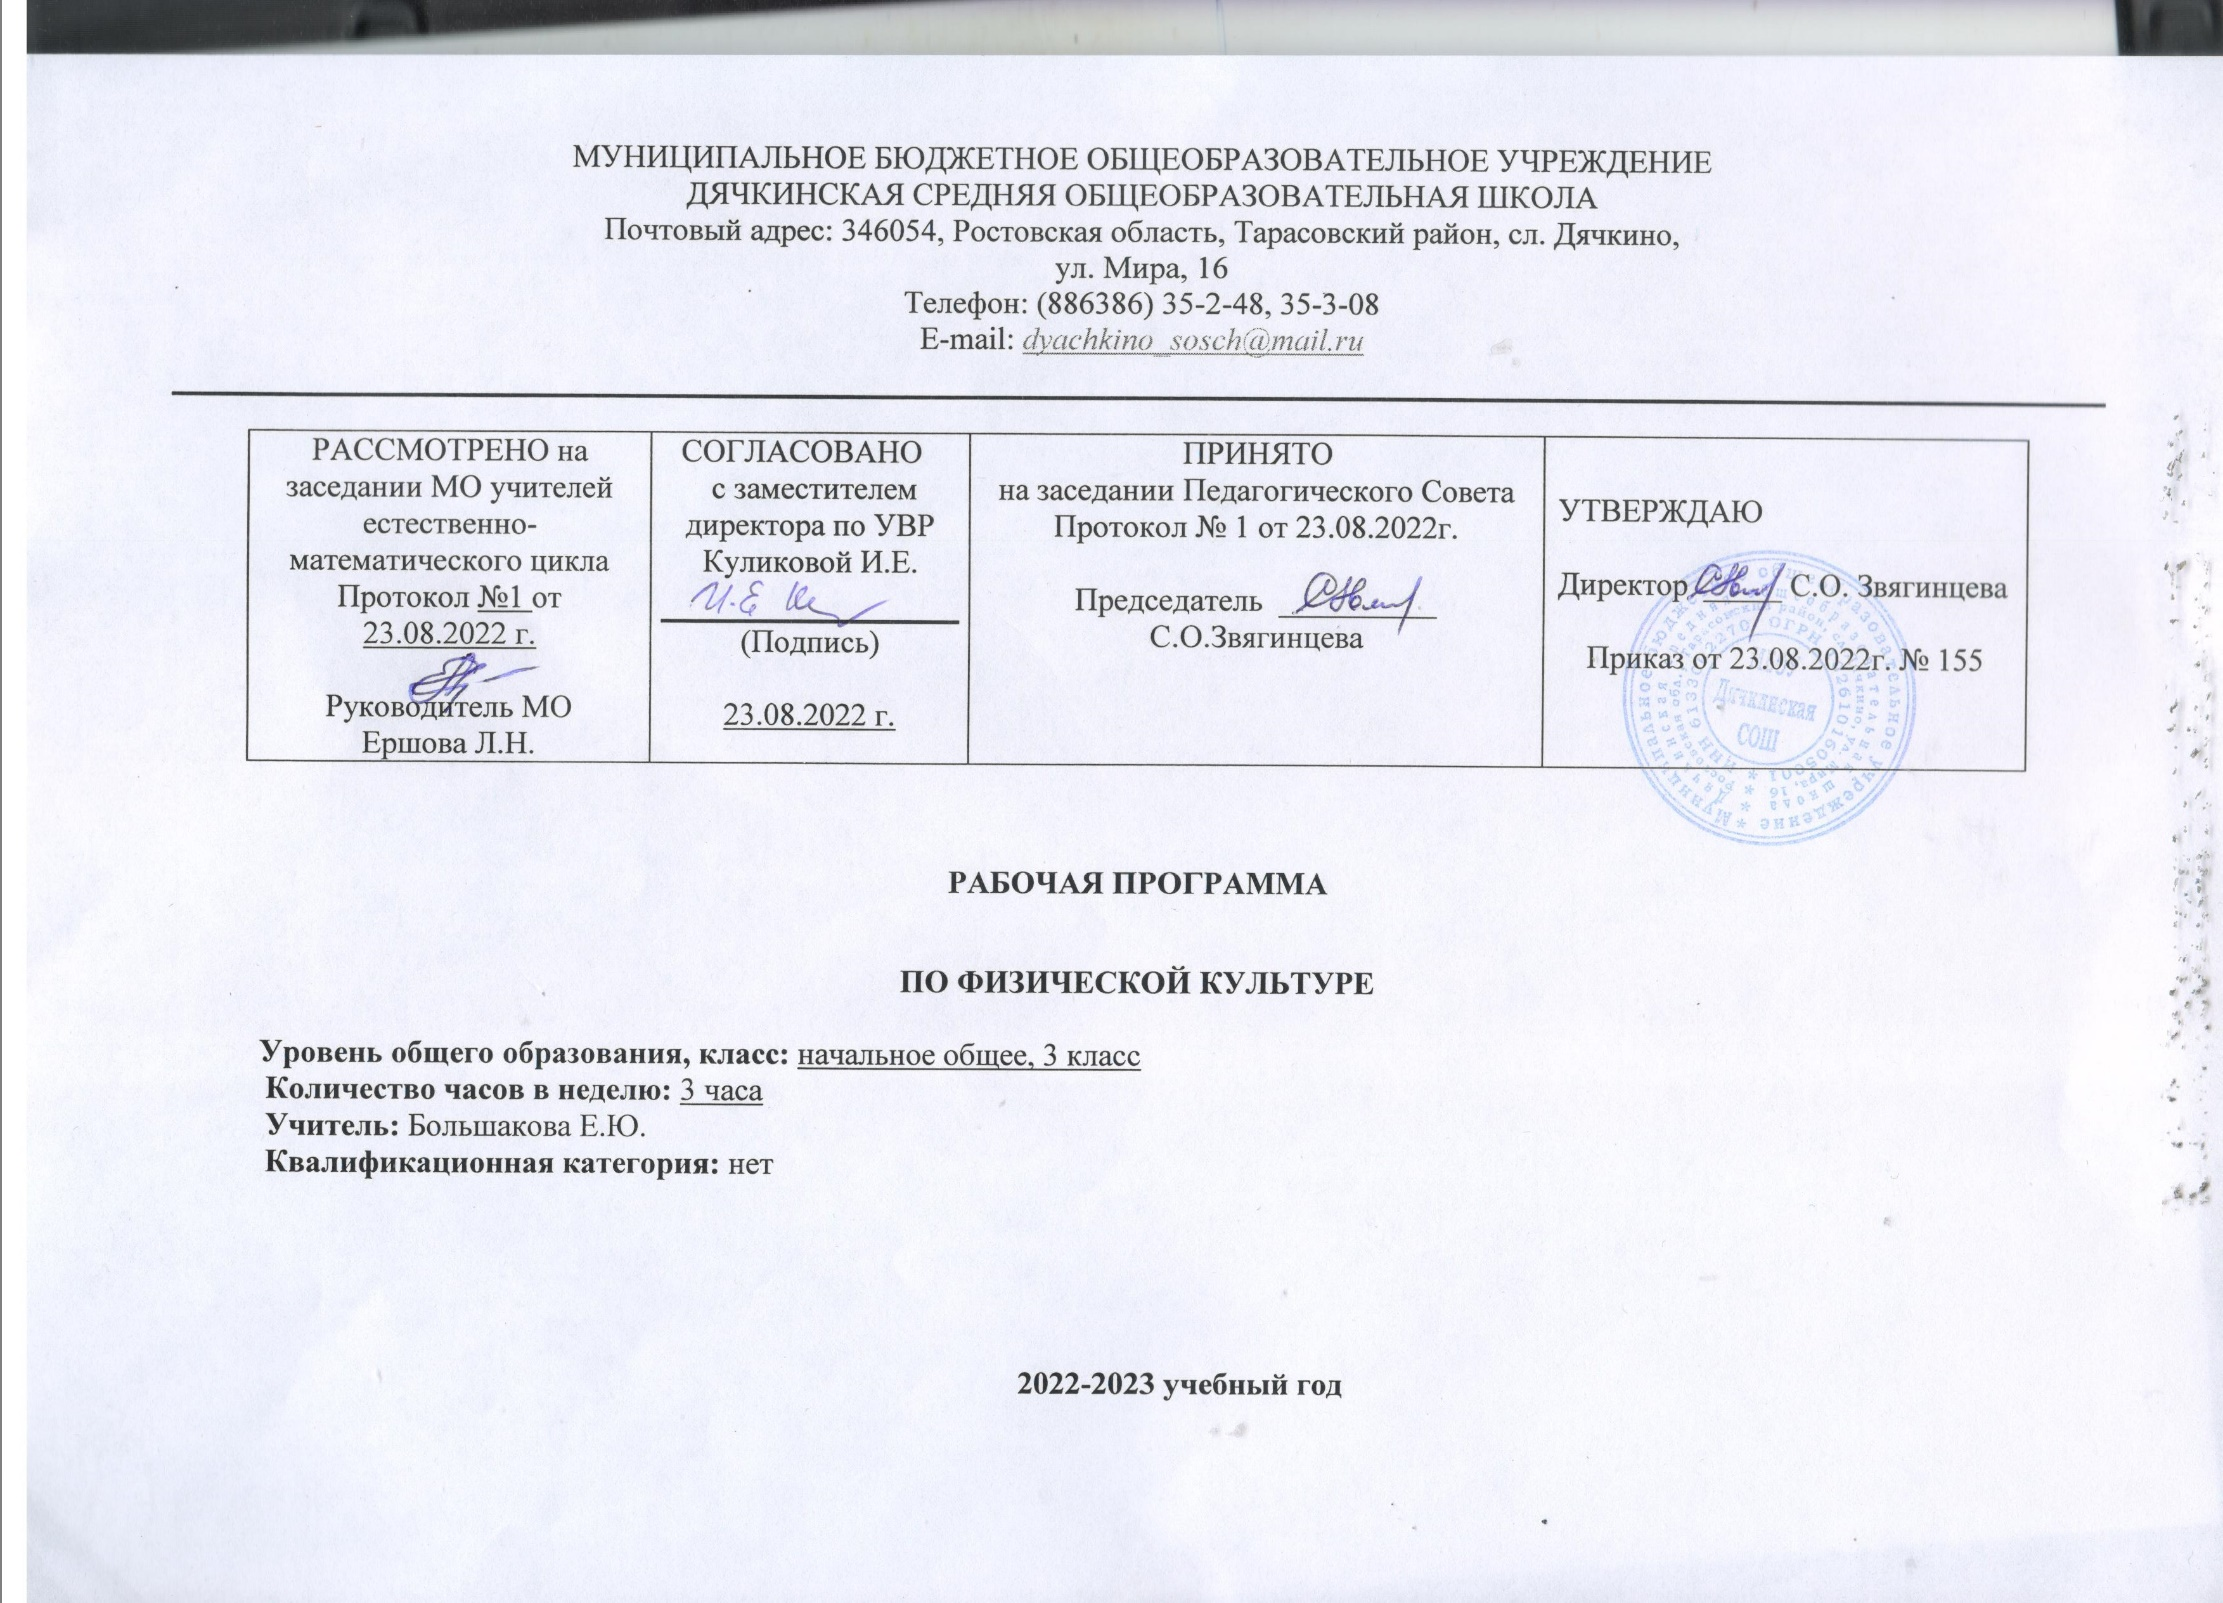 МУНИЦИПАЛЬНОЕ БЮДЖЕТНОЕ ОБЩЕОБРАЗОВАТЕЛЬНОЕ УЧРЕЖДЕНИЕ
ДЯЧКИНСКАЯ СРЕДНЯЯ ОБЩЕОБРАЗОВАТЕЛЬНАЯ ШКОЛА
Почтовый адрес: 346054, Ростовская область, Тарасовский район, сл. Дячкино,
ул. Мира, 16
Телефон: (886386) 35-2-48, 35-3-08
E-mail: dyachkino_sosch@mail.ru
РАССМОТРЕНО на
заседании МО учителей
естественно-
математического цикла
Протокол №1 от
23.08.2022 г.
Руководитель МО
Ершова Л.Н.
СОГЛАСОВАНО
с заместителем
директора по УВР
Куликовой И.Е.
(Подпись)
23.08.2022 г.
ПРИНЯТО
на заседании Педагогического Совета
Протокол № 1 от 23.08.2022г.
Председатель
С.О.Звягинцева
УТВЕРЖДАЮ
Директор С.О. Звягинцева
Приказ от 23.08.2022г. № 155
Дячкинская
СОШ
РАБОЧАЯ ПРОГРАММА
ПО ФИЗИЧЕСКОЙ КУЛЬТУРЕ
Уровень общего образования, класс: начальное общее, 3 класс
Количество часов в неделю: 3 часа
Учитель: Большакова Е.Ю.
Квалификационная категория: нет
2022-2023 учебный год